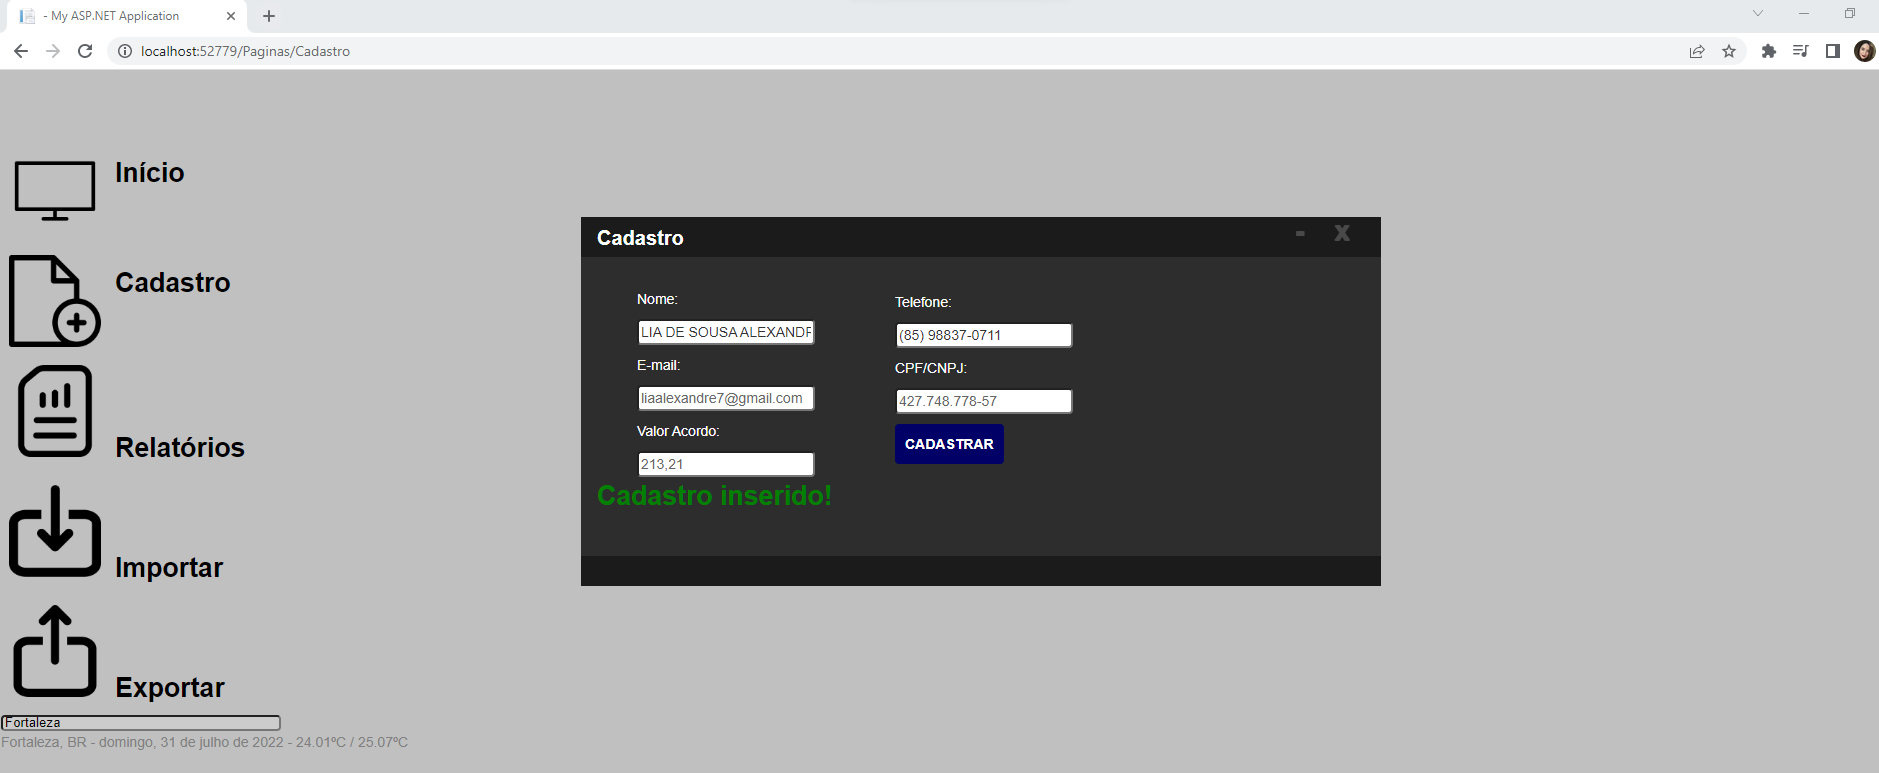 - My ASP.NET Application
localhost:52779/Paginas/Cadastro
Início
Cadastro
Relatórios
Importar
Exportar
Fortaleza
Fortaleza, BR - domingo, 31 de julho de 2022 - 24.01ºC / 25.07ºC
Cadastro
- X
Nome:
LIA DE SOUSA ALEXANDR
E-mail:
liaalexandre7@gmail.com
Valor Acordo:
213,21
Telefone:
(85) 98837-0711
CPF/CNPJ:
427.748.778-57
CADASTRAR
Cadastro inserido!